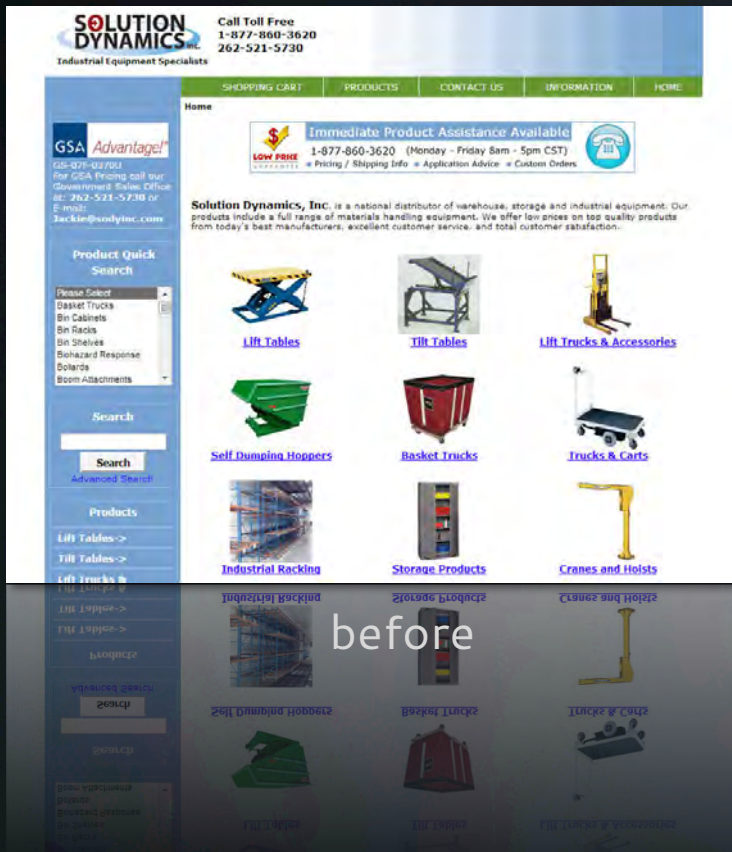 SOLUTION
DYNAMICS INC.
Industrial Equipment Specialists
Call Toll Free
1-877-860-3620
262-521-5730
SHOPPING CART
PRODUCTS
CONTACT US
INFORMATION
HOME
Home
GSA Advantage!
GS-07F-0370U
For GSA Pricing call our
Government Sales Office
at: 262-521-5730 or
E-mail:
Jackie@sodyinc.com
Immediate Product Assistance Available
LOW PRICE
1-877-860-3620 (Monday - Friday 8am - 5pm CST)
Pricing / Shipping Info Application Advice Custom Orders
Solution Dynamics, Inc. is a national distributor of warehouse, storage and industrial equipment. Our
products include a full range of materials handling equipment. We offer low prices on top quality products
from today's best manufacturers, excellent customer service, and total customer satisfaction.
Product Quick
Search
Please Select
Basket Trucks
Bin Cabinets
Bin Racks
Bin Shelves
Biohazard Response
Bollards
Boom Attachments
Search
Search
Advanced Search
Products
Lift Tables->
Tilt Tables->
Lift Trucks &
Lift Tables
Tilt Tables
Lift Trucks & Accessories
Self Dumping Hoppers
Basket Trucks
Trucks & Carts
Industrial Racking
Storage Products
Cranes and Hoists
before